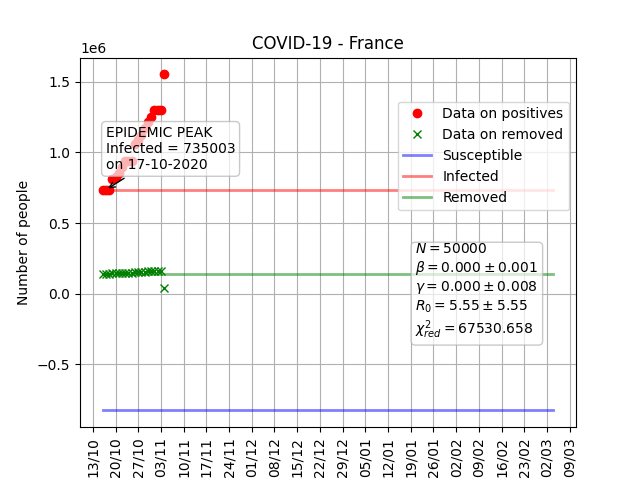 COVID-19 - France
1e6
Number of people
1.5
1.0
0.5
0.0
−0.5
EPIDEMIC PEAK
Infected = 735003
on 17-10-2020
Data on positives
Data on removed
Susceptible
Infected
Removed
N = 50000
β = 0.000 ± 0.001
γ = 0.000 ± 0.008
R₀ = 5.55 ± 5.55
χ²_red = 67530.658
13/10
20/10
27/10
03/11
10/11
17/11
24/11
01/12
08/12
15/12
22/12
29/12
05/01
12/01
19/01
26/01
02/02
09/02
16/02
23/02
02/03
09/03